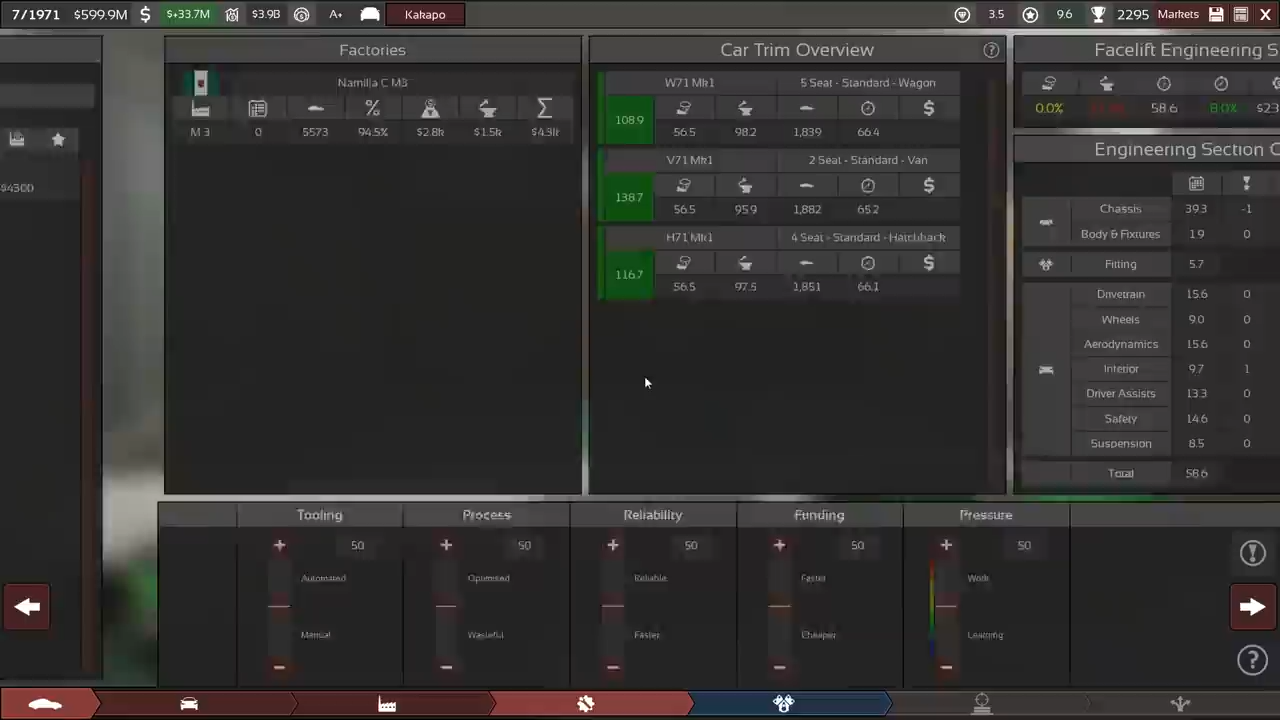 7/1971 $599.9M $+33.7M $3.9B A+ Kakapo 3.5 9.6 2295 Markets
Factories
Namilla C M3
M 3 0 5573 94.5% $2.8k $1.5k $4.3k
$4300
Car Trim Overview
W71 Mk1 5 Seat - Standard - Wagon
108.9
56.5 98.2 1,839 66.4
V71 Mk1 2 Seat - Standard - Van
138.7
56.5 95.9 1,882 65.2
H71 Mk1 4 Seat - Standard - Hatchback
116.7
56.5 97.5 1,851 66.1
Facelift Engineering S
0.0% 58.6 8.0% $23
Engineering Section C
Chassis 39.3 -1
Body & Fixtures 1.9 0
Fitting 5.7
Drivetrain 15.6 0
Wheels 9.0 0
Aerodynamics 15.6 0
Interior 9.7 1
Driver Assists 13.3 0
Safety 14.6 0
Suspension 8.5 0
Total 58.6
Tooling Process Reliability Funding Pressure
50 50 50 50 50
Automated Optimised Reliable Faster Work
Manual Wasteful Faster Cheaper Learning